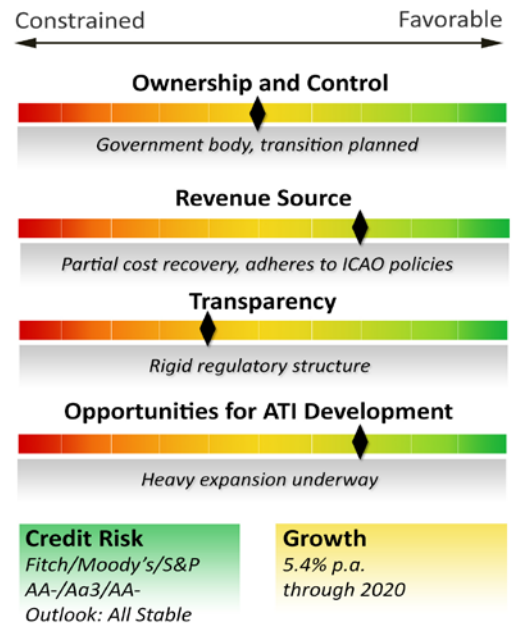 Constrained Favorable
Ownership and Control
Government body, transition planned
Revenue Source
Partial cost recovery, adheres to ICAO policies
Transparency
Rigid regulatory structure
Opportunities for ATI Development
Heavy expansion underway
Credit Risk
Fitch/Moody's/S&P
AA-/Aa3/AA-
Outlook: All Stable
Growth
5.4% p.a.
through 2020